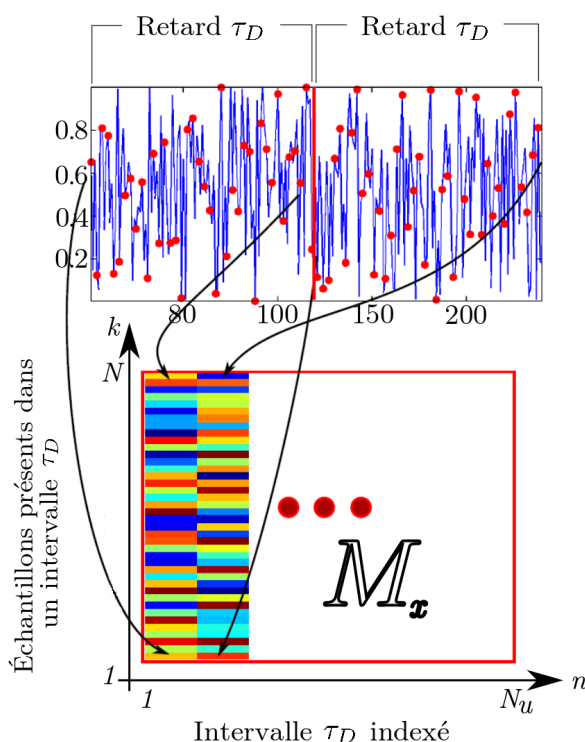 Retard τ_D Retard τ_D
0.8
0.6
0.4
0.2
80 100 150 200
k
N
Échantillons présents dans
un intervalle τ_D
M_x
1
1 N_u n
Intervalle τ_D indexé